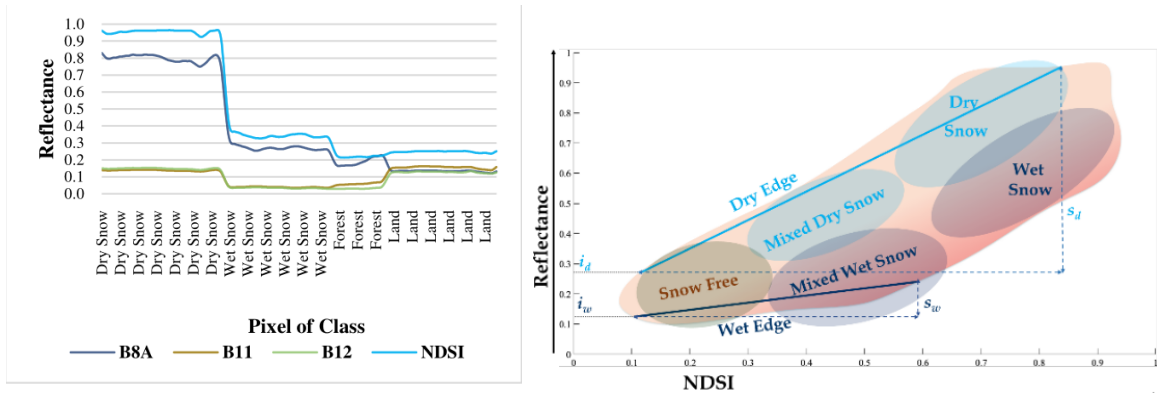 1.0
0.9
0.8
0.7
0.6
0.5
0.4
0.3
0.2
0.1
0.0
Reflectance
Dry Snow
Dry Snow
Dry Snow
Dry Snow
Dry Snow
Dry Snow
Dry Snow
Wet Snow
Wet Snow
Wet Snow
Wet Snow
Wet Snow
Wet Snow
Forest
Forest
Forest
Land
Land
Land
Land
Land
Land
Pixel of Class
B8A B11 B12 NDSI
1
0.9
0.8
0.7
0.6
0.5
0.4
0.3
0.2
0.1
0
Reflectance
Dry
Snow
Wet
Snow
Dry Edge
Mixed Dry Snow
s_d
i_d
Snow Free
Mixed Wet Snow
i_w
s_w
Wet Edge
0 0.1 0.2 0.3 0.4 0.5 0.6 0.7 0.8 0.9 1
NDSI